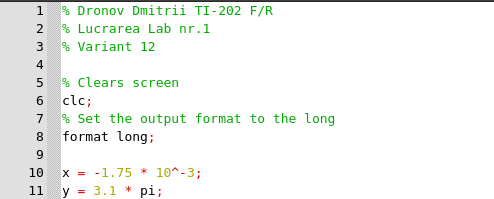 1 % Dronov Dmitrii TI-202 F/R
2 % Lucrarea Lab nr.1
3 % Variant 12
4
5 % Clears screen
6 clc;
7 % Set the output format to the long
8 format long;
9
10 x = -1.75 * 10^-3;
11 y = 3.1 * pi;